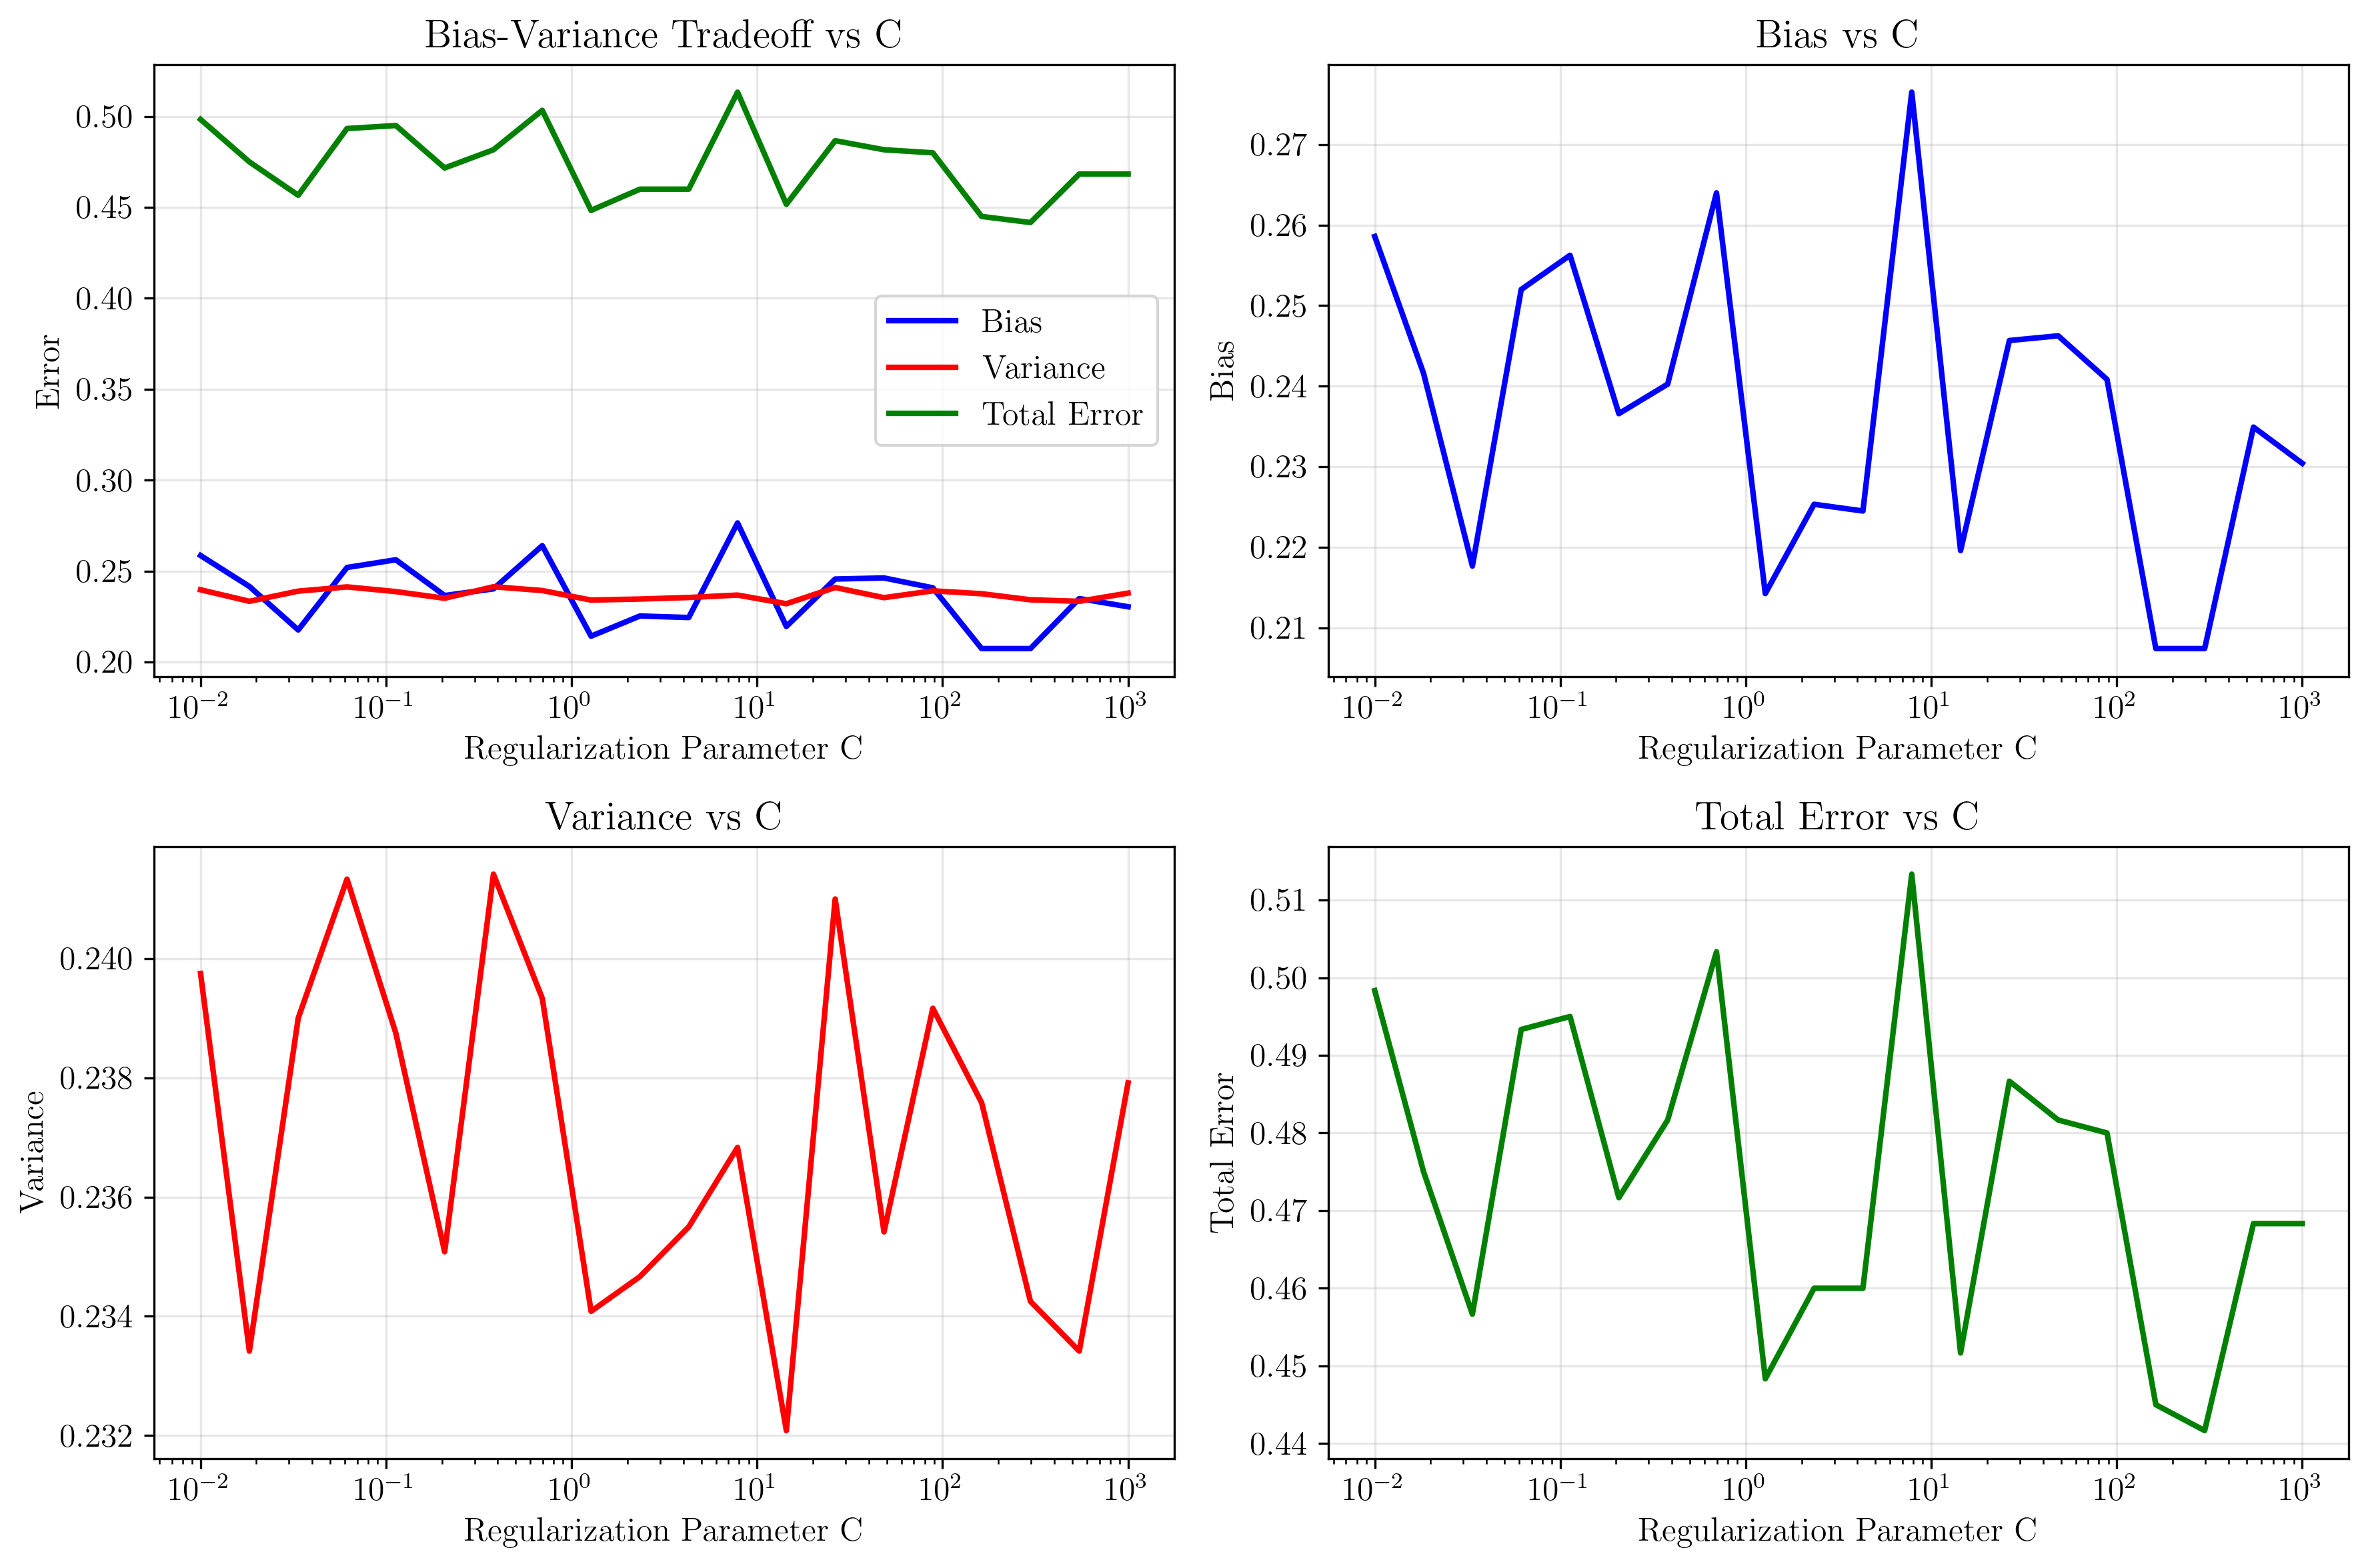 Bias-Variance Tradeoff vs C
Error
0.50
0.45
0.40
0.35
0.30
0.25
0.20
Bias
Variance
Total Error
10⁻² 10⁻¹ 10⁰ 10¹ 10² 10³
Regularization Parameter C
Bias vs C
Bias
0.27
0.26
0.25
0.24
0.23
0.22
0.21
10⁻² 10⁻¹ 10⁰ 10¹ 10² 10³
Regularization Parameter C
Variance vs C
Variance
0.240
0.238
0.236
0.234
0.232
10⁻² 10⁻¹ 10⁰ 10¹ 10² 10³
Regularization Parameter C
Total Error vs C
Total Error
0.51
0.50
0.49
0.48
0.47
0.46
0.45
0.44
10⁻² 10⁻¹ 10⁰ 10¹ 10² 10³
Regularization Parameter C